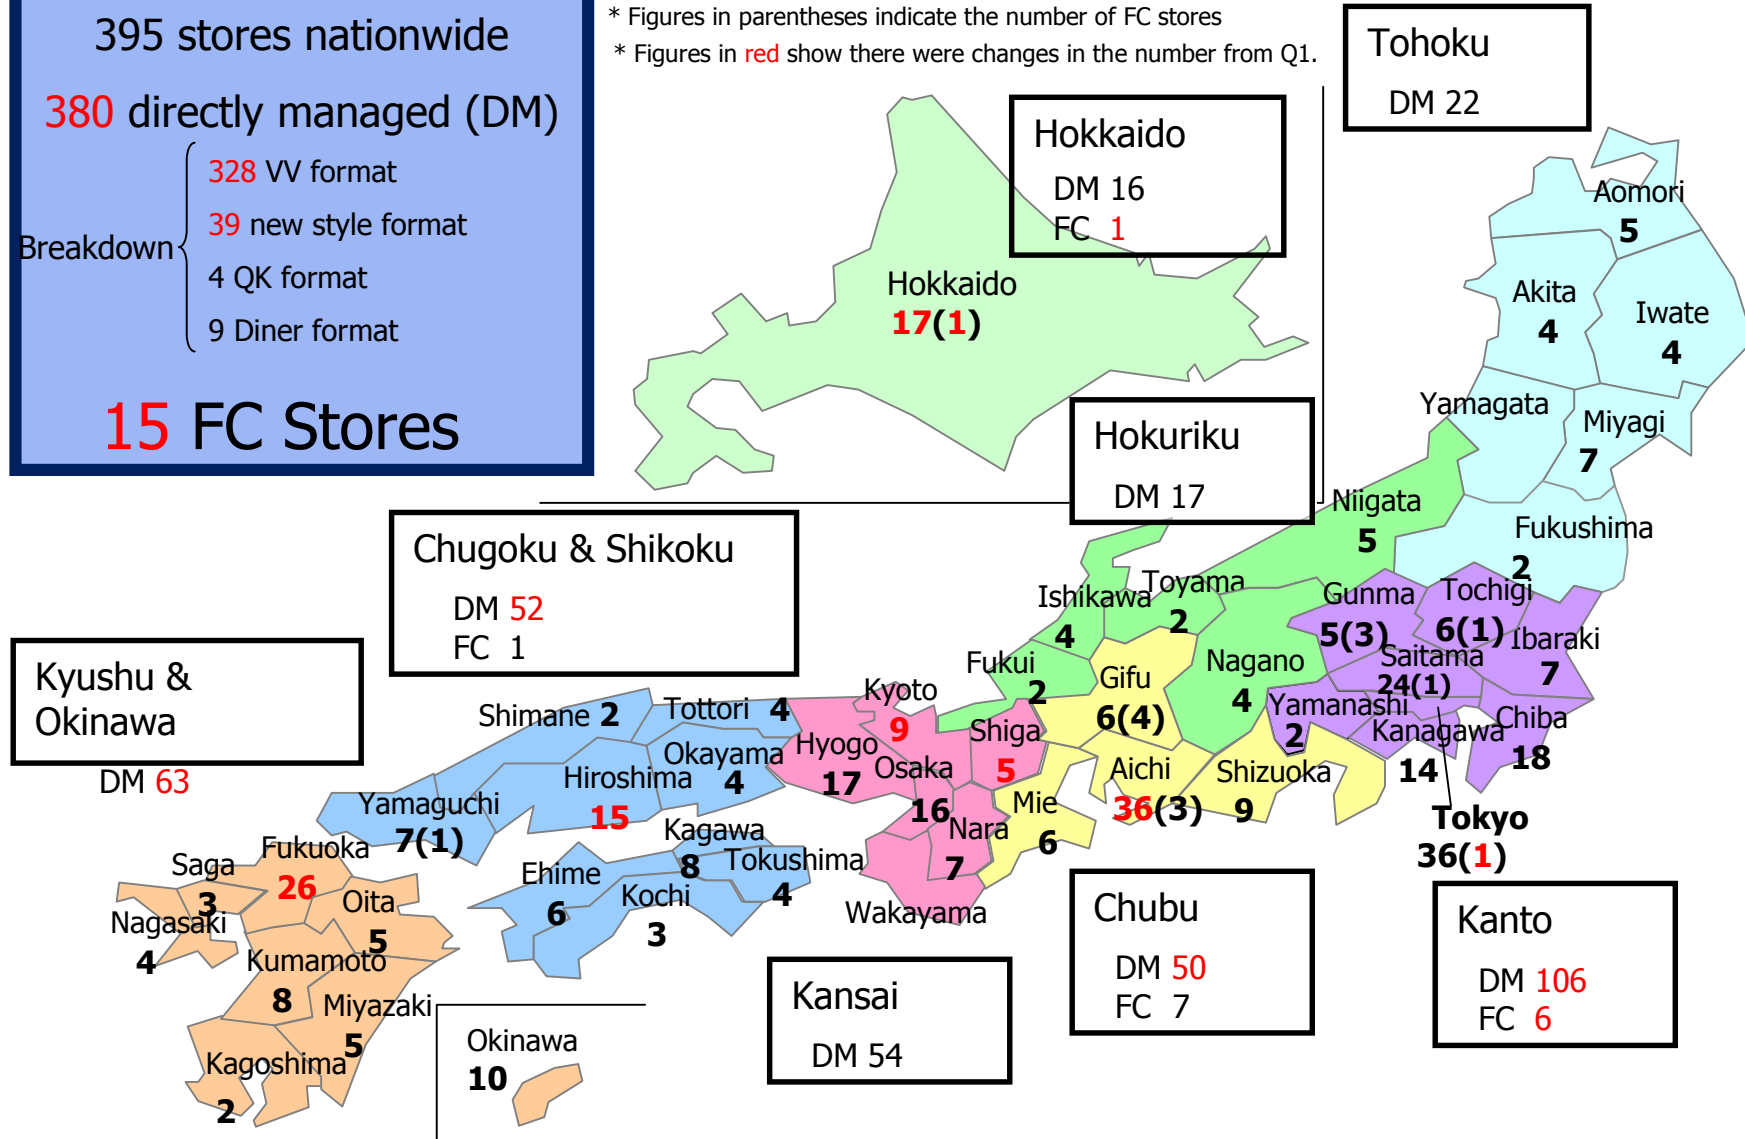 395 stores nationwide
380 directly managed (DM)
Breakdown
328 VV format
39 new style format
4 QK format
9 Diner format
15 FC Stores
* Figures in parentheses indicate the number of FC stores
* Figures in red show there were changes in the number from Q1.
Tohoku
DM 22
Hokkaido
DM 16
FC 1
Hokkaido
17(1)
Aomori
5
Akita
4
Iwate
4
Yamagata
Miyagi
7
Fukushima
2
Hokuriku
DM 17
Niigata
5
Toyama
2
Ishikawa
4
Fukui
2
Nagano
4
Chugoku & Shikoku
DM 52
FC 1
Kyushu &
Okinawa
DM 63
Gunma
5(3)
Tochigi
6(1)
Ibaraki
7
Saitama
24(1)
Yamanashi
2
Kanagawa
14
Chiba
18
Tokyo
36(1)
Gifu
6(4)
Aichi
36(3)
Shizuoka
9
Mie
6
Kyoto
9
Shiga
5
Hyogo
17
Osaka
16
Nara
7
Wakayama
Shimane 2
Tottori 4
Okayama
4
Hiroshima
15
Yamaguchi
7(1)
Kagawa
8
Tokushima
4
Ehime
6
Kochi
3
Fukuoka
26
Saga
3
Nagasaki
4
Oita
5
Kumamoto
8
Miyazaki
5
Kagoshima
2
Okinawa
10
Kansai
DM 54
Chubu
DM 50
FC 7
Kanto
DM 106
FC 6